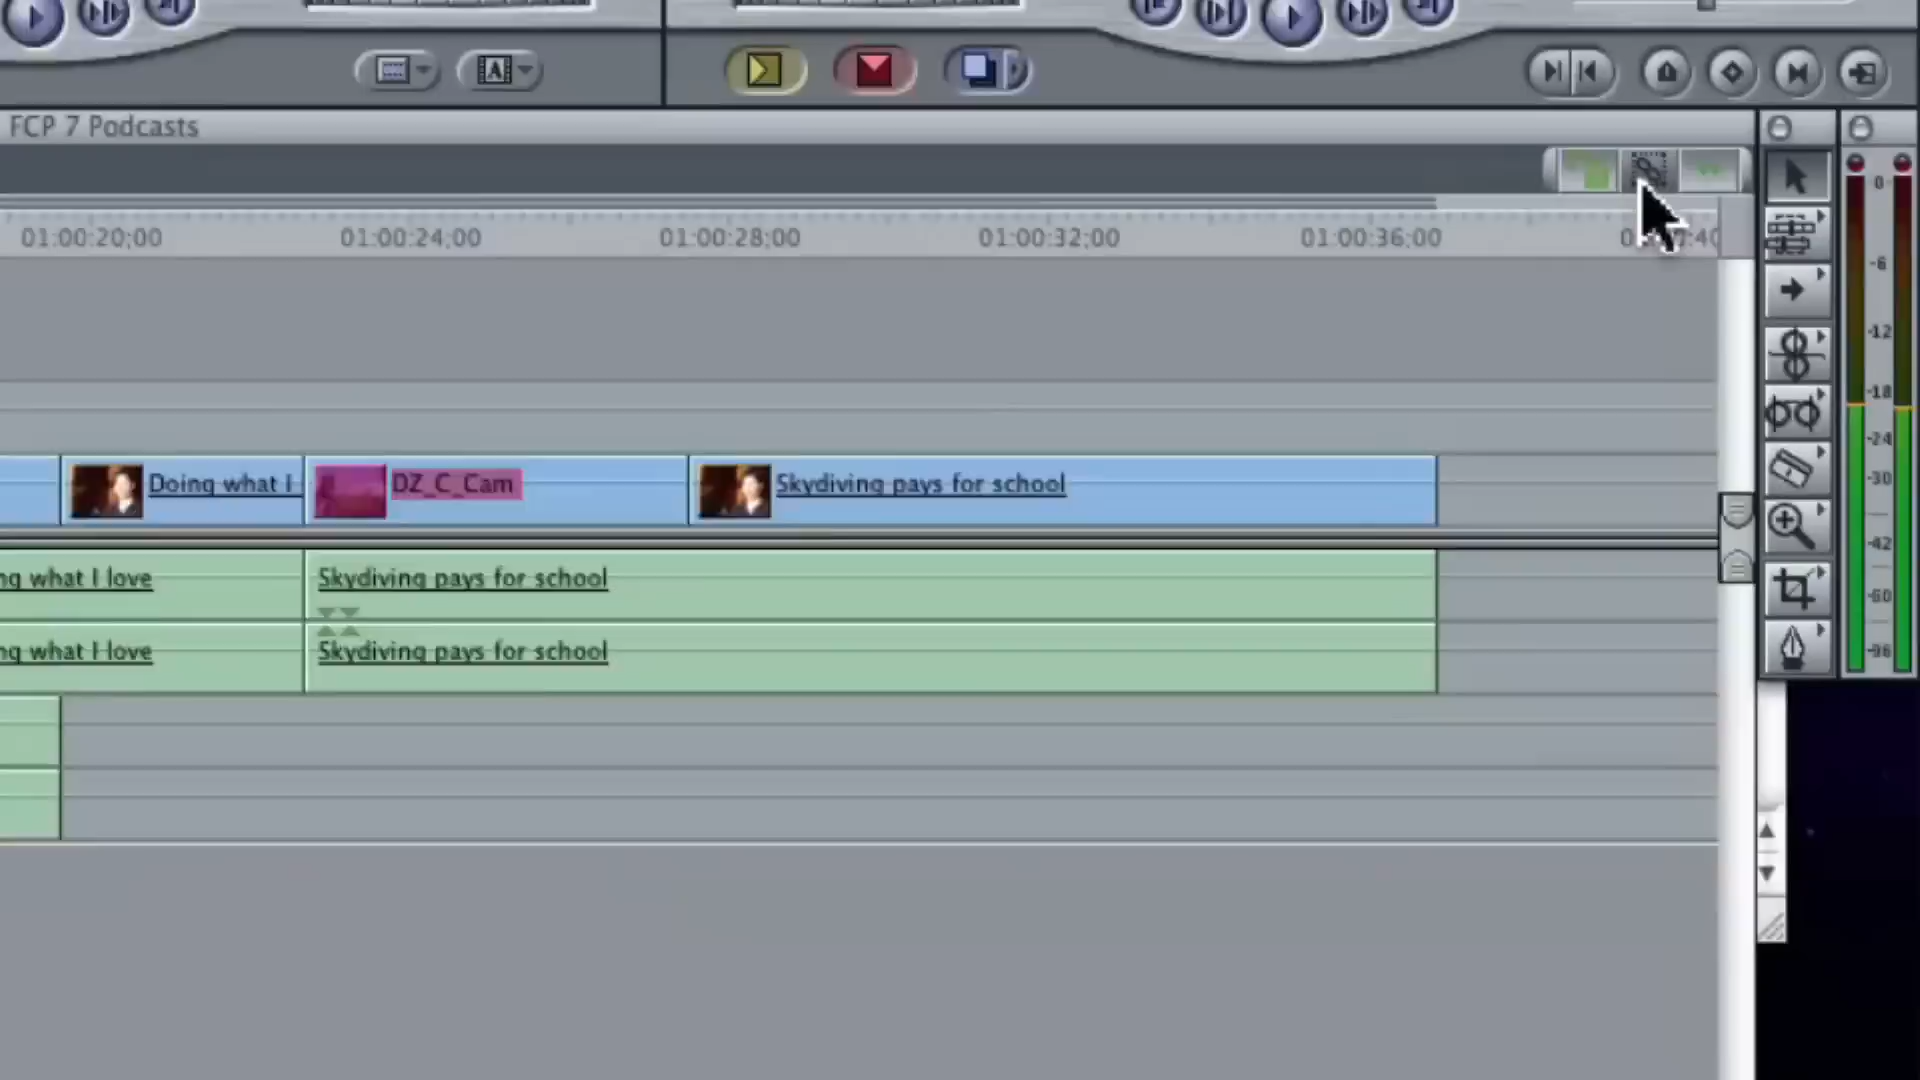 A
FCP 7 Podcasts
01:00:20;00 01:00:24;00 01:00:28;00 01:00:32;00 01:00:36;00
Doing what I DZ_C_Cam Skydiving pays for school
what I love Skydiving pays for school
what I love Skydiving pays for school
0
-6
-12
-18
-24
-30
-42
-60
-96